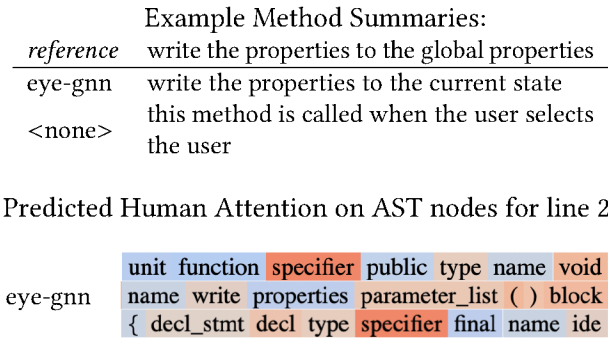 Example Method Summaries:
reference write the properties to the global properties
eye-gnn write the properties to the current state
<none> this method is called when the user selects
the user
Predicted Human Attention on AST nodes for line 2
unit function specifier public type name void
eye-gnn name write properties parameter_list ( ) block
{ decl_stmt decl type specifier final name ide